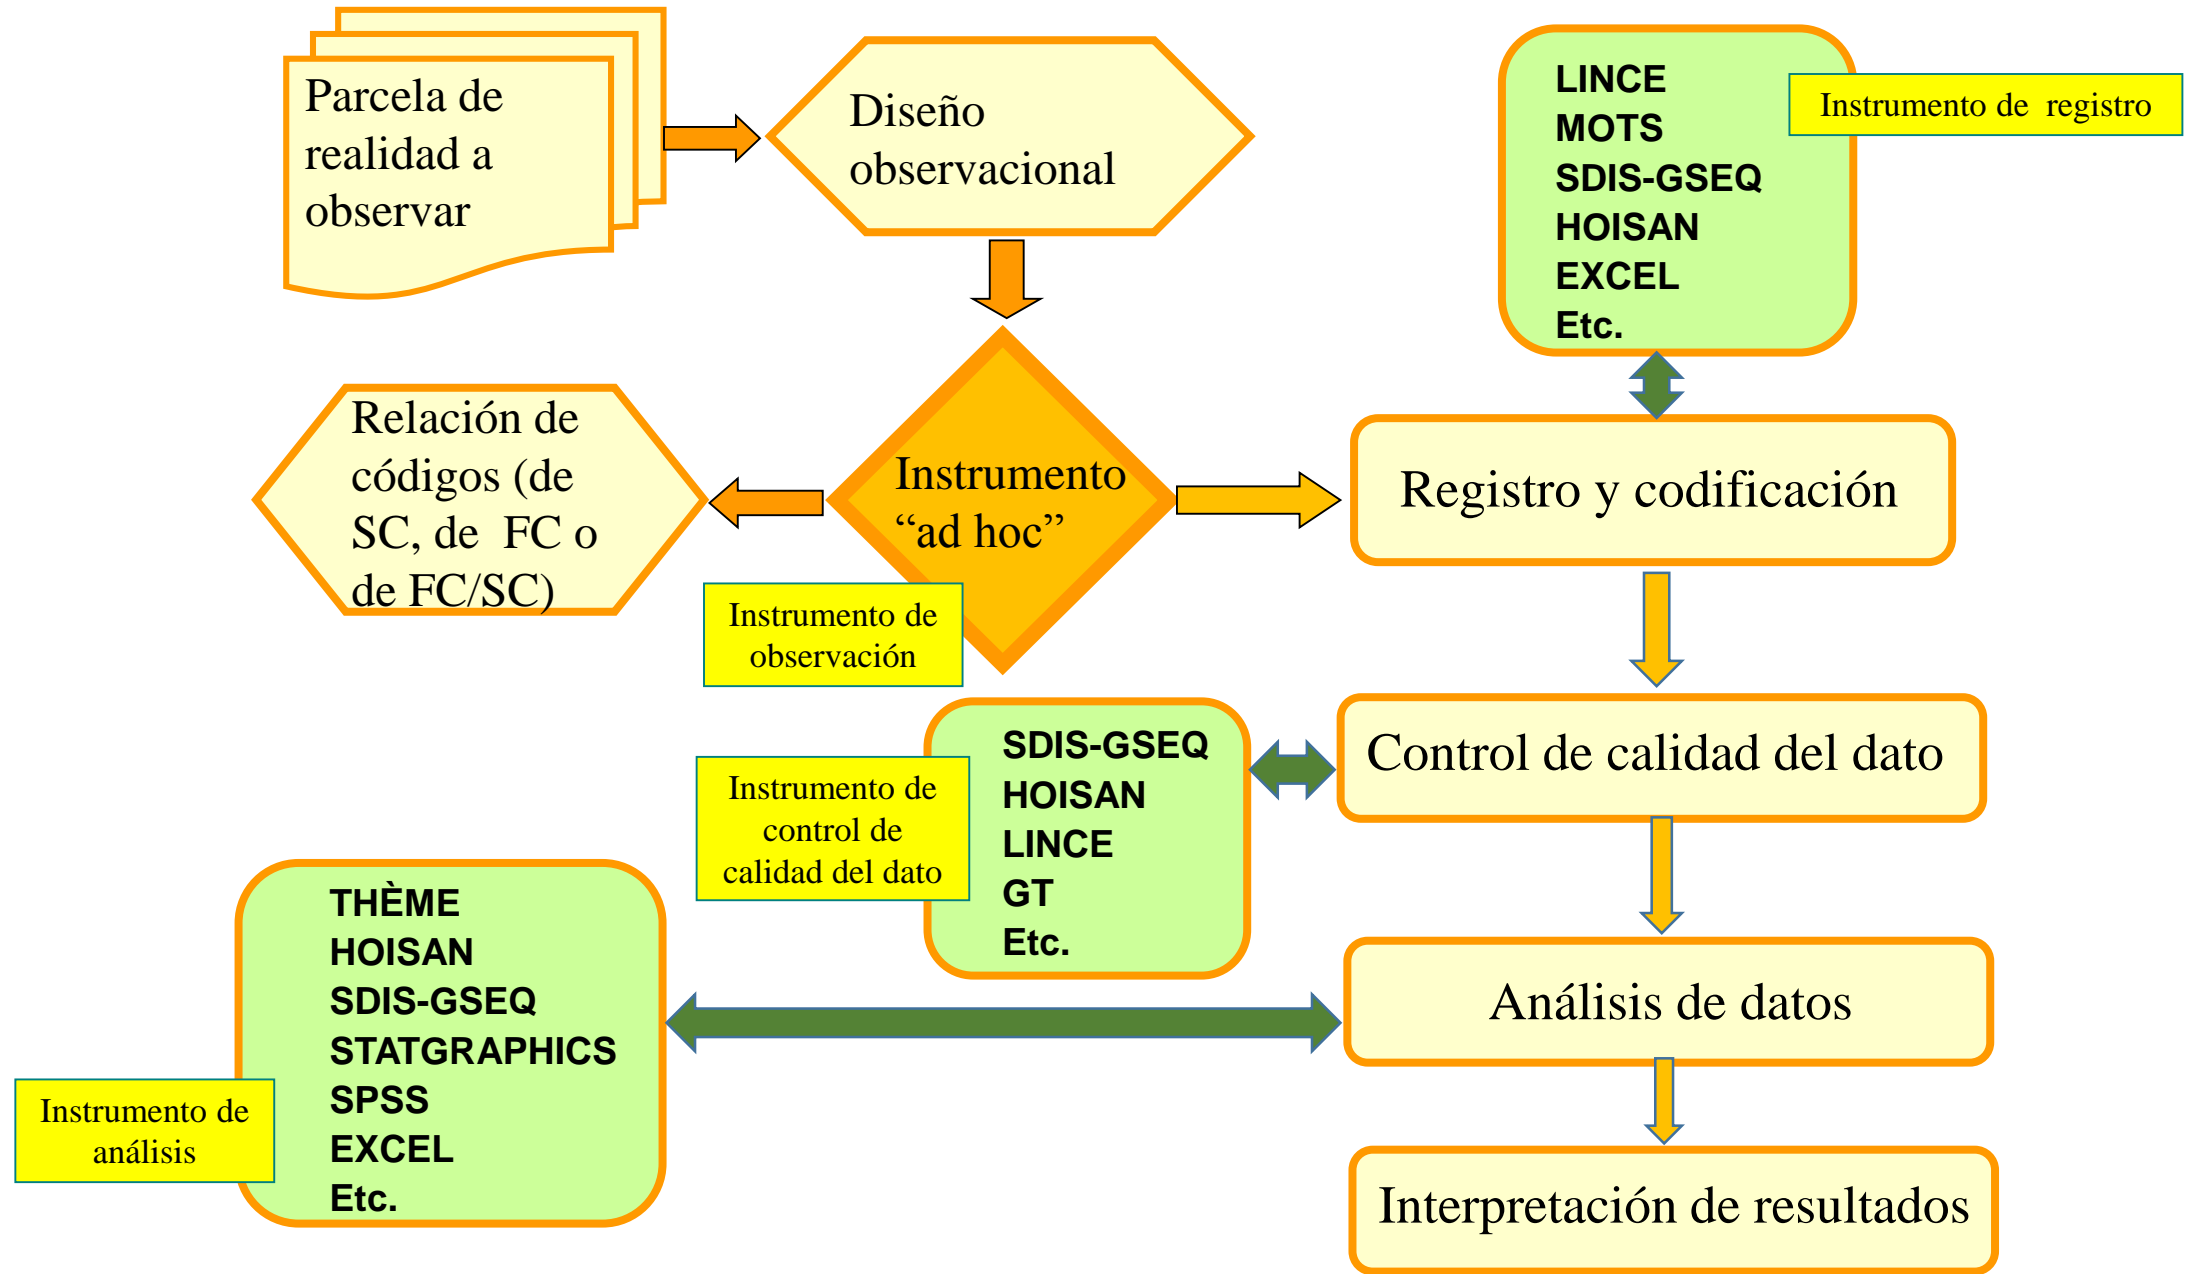 Parcela de
realidad a
observar
Diseño
observacional
LINCE
MOTS
SDIS-GSEQ
HOISAN
EXCEL
Etc.
Instrumento de  registro
Relación de
códigos (de
SC, de  FC o
de FC/SC)
Instrumento
“ad hoc”
Instrumento de
observación
Registro y codificación
SDIS-GSEQ
HOISAN
LINCE
GT
Etc.
Instrumento de
control de
calidad del dato
Control de calidad del dato
THÈME
HOISAN
SDIS-GSEQ
STATGRAPHICS
SPSS
EXCEL
Etc.
Instrumento de
análisis
Análisis de datos
Interpretación de resultados